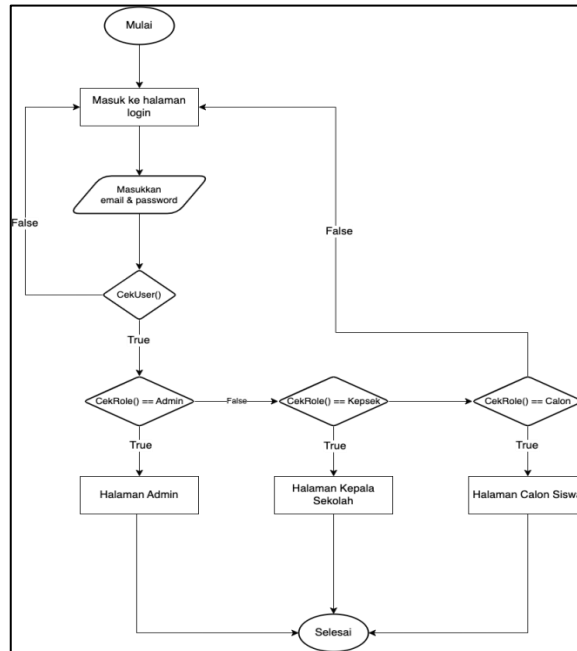 Mulai
Masuk ke halaman
login
Masukkan
email & password
False
False
CekUser()
True
CekRole() == Admin
False
CekRole() == Kepsek
CekRole() == Calon
True
True
True
Halaman Admin
Halaman Kepala
Sekolah
Halaman Calon Siswa
Selesai